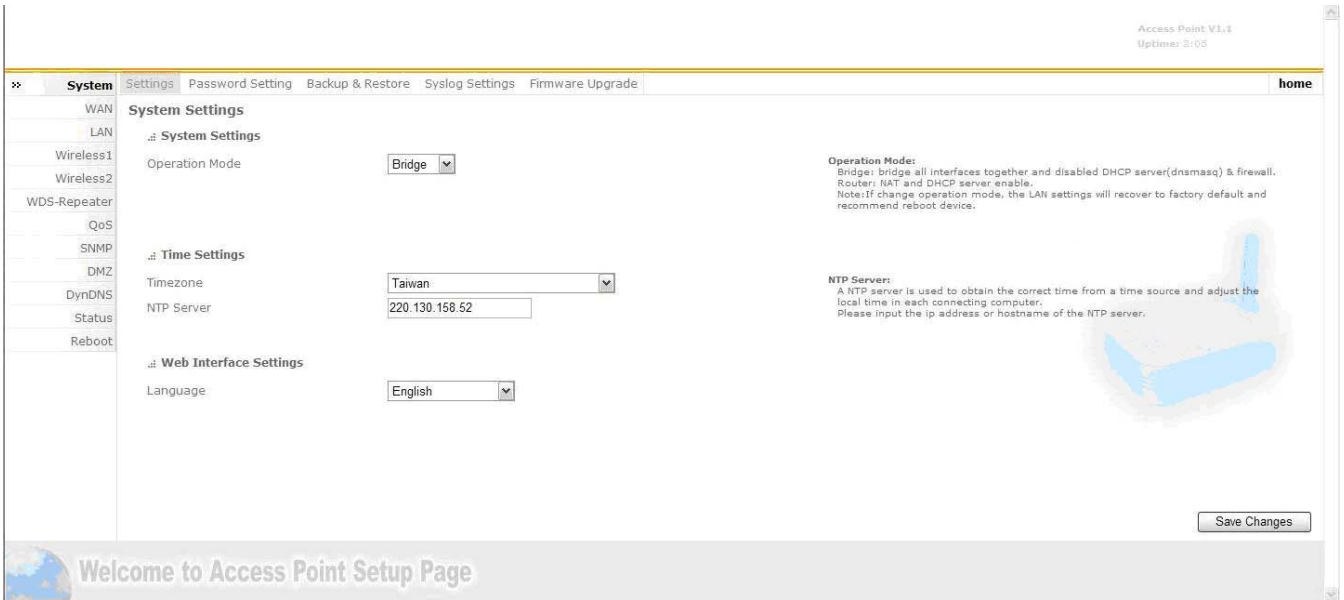 Access Point V1.1
Uptime: 2:05
»
System
Settings Password Setting Backup & Restore Syslog Settings Firmware Upgrade
home
WAN
LAN
Wireless1
Wireless2
WDS-Repeater
QoS
SNMP
DMZ
DynDNS
Status
Reboot
System Settings
.: System Settings
Operation Mode
Bridge
Operation Mode:
Bridge: bridge all interfaces together and disabled DHCP server(dnsmasq) & firewall.
Router: NAT and DHCP server enable.
Note:If change operation mode, the LAN settings will recover to factory default and
recommend reboot device.
.: Time Settings
Timezone
Taiwan
NTP Server
220.130.158.52
NTP Server:
A NTP server is used to obtain the correct time from a time source and adjust the
local time in each connecting computer.
Please input the ip address or hostname of the NTP server.
.: Web Interface Settings
Language
English
Save Changes
Welcome to Access Point Setup Page